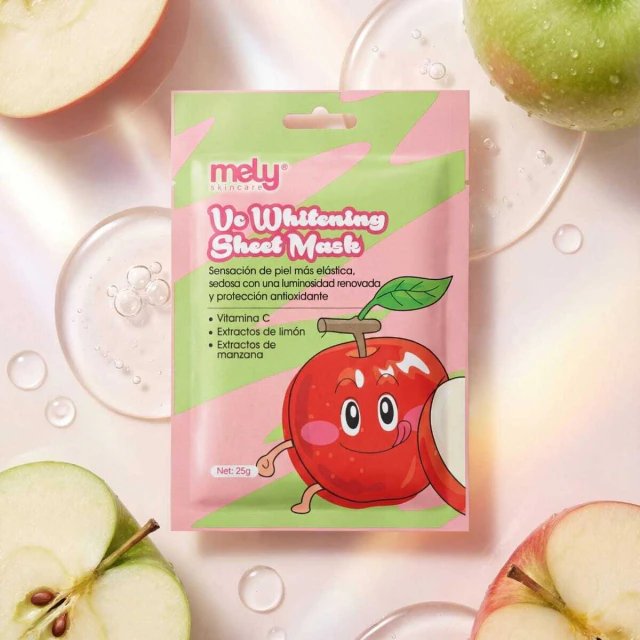 mely®
skincare
Vc Whitening
Sheet Mask
Sensación de piel más elástica,
sedosa con una luminosidad renovada
y protección antioxidante
• Vitamina C
• Extractos de limón
• Extractos de
manzana
Net: 25g